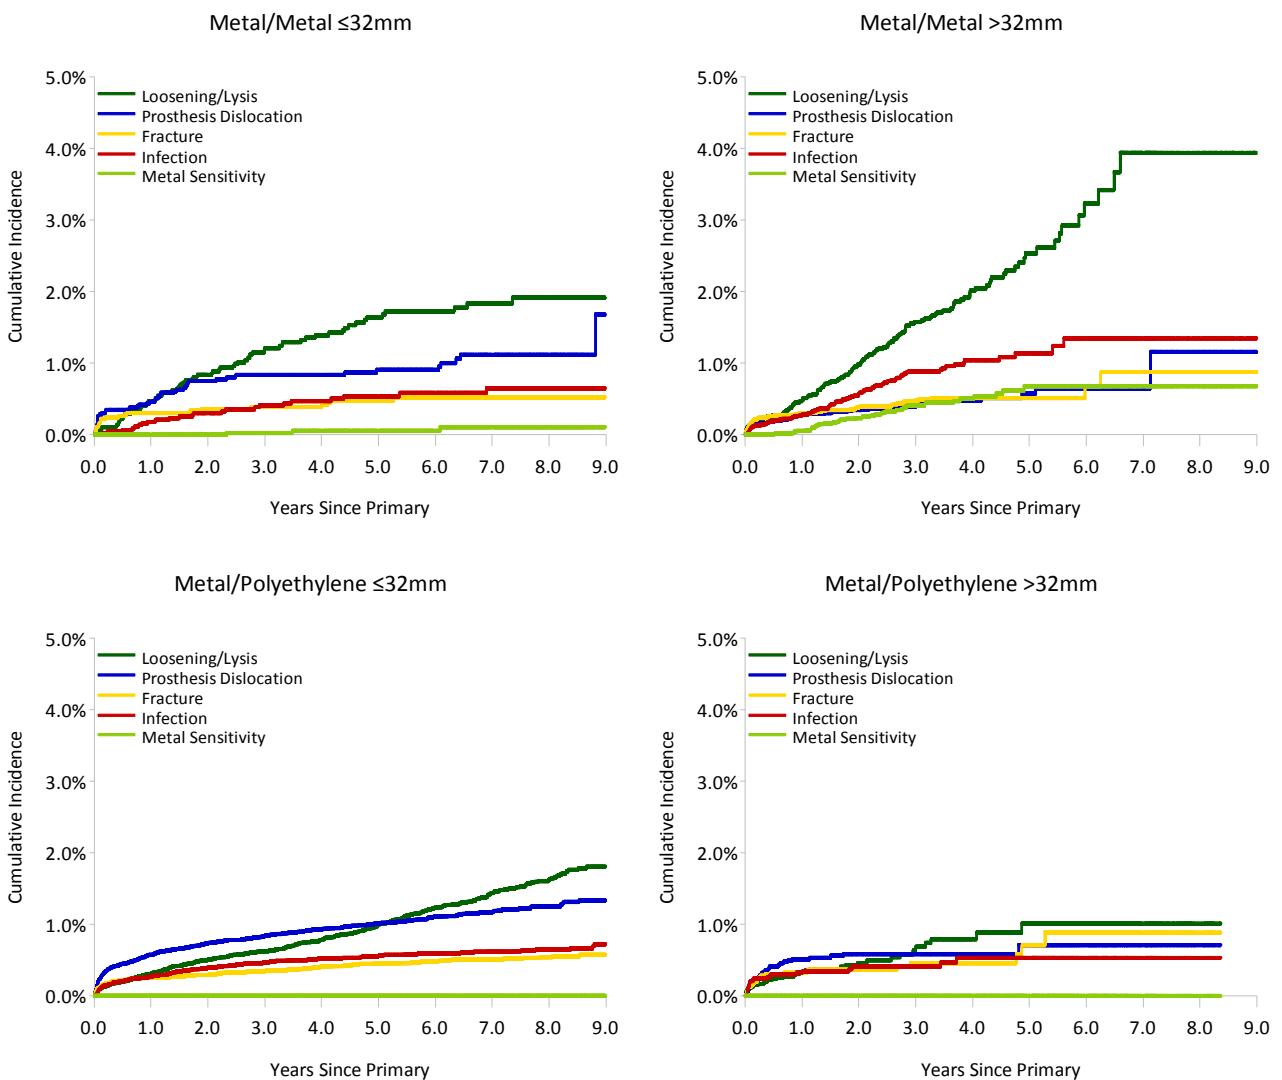 Metal/Metal ≤32mm
Cumulative Incidence
5.0%
4.0%
3.0%
2.0%
1.0%
0.0%
Loosening/Lysis
Prosthesis Dislocation
Fracture
Infection
Metal Sensitivity
0.0 1.0 2.0 3.0 4.0 5.0 6.0 7.0 8.0 9.0
Years Since Primary
Metal/Metal >32mm
Cumulative Incidence
5.0%
4.0%
3.0%
2.0%
1.0%
0.0%
Loosening/Lysis
Prosthesis Dislocation
Fracture
Infection
Metal Sensitivity
0.0 1.0 2.0 3.0 4.0 5.0 6.0 7.0 8.0 9.0
Years Since Primary
Metal/Polyethylene ≤32mm
Cumulative Incidence
5.0%
4.0%
3.0%
2.0%
1.0%
0.0%
Loosening/Lysis
Prosthesis Dislocation
Fracture
Infection
Metal Sensitivity
0.0 1.0 2.0 3.0 4.0 5.0 6.0 7.0 8.0 9.0
Years Since Primary
Metal/Polyethylene >32mm
Cumulative Incidence
5.0%
4.0%
3.0%
2.0%
1.0%
0.0%
Loosening/Lysis
Prosthesis Dislocation
Fracture
Infection
Metal Sensitivity
0.0 1.0 2.0 3.0 4.0 5.0 6.0 7.0 8.0 9.0
Years Since Primary